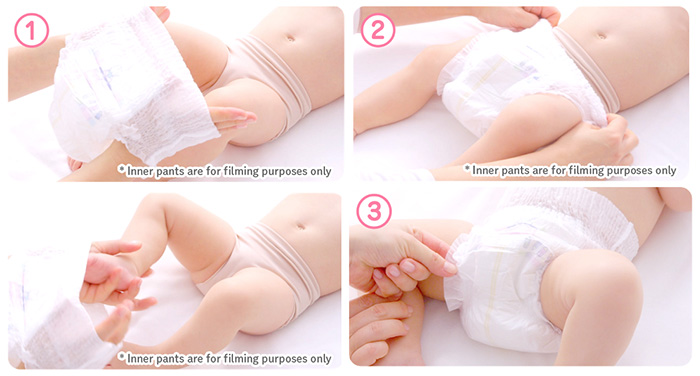 1
* Inner pants are for filming purposes only
2
* Inner pants are for filming purposes only
* Inner pants are for filming purposes only
3